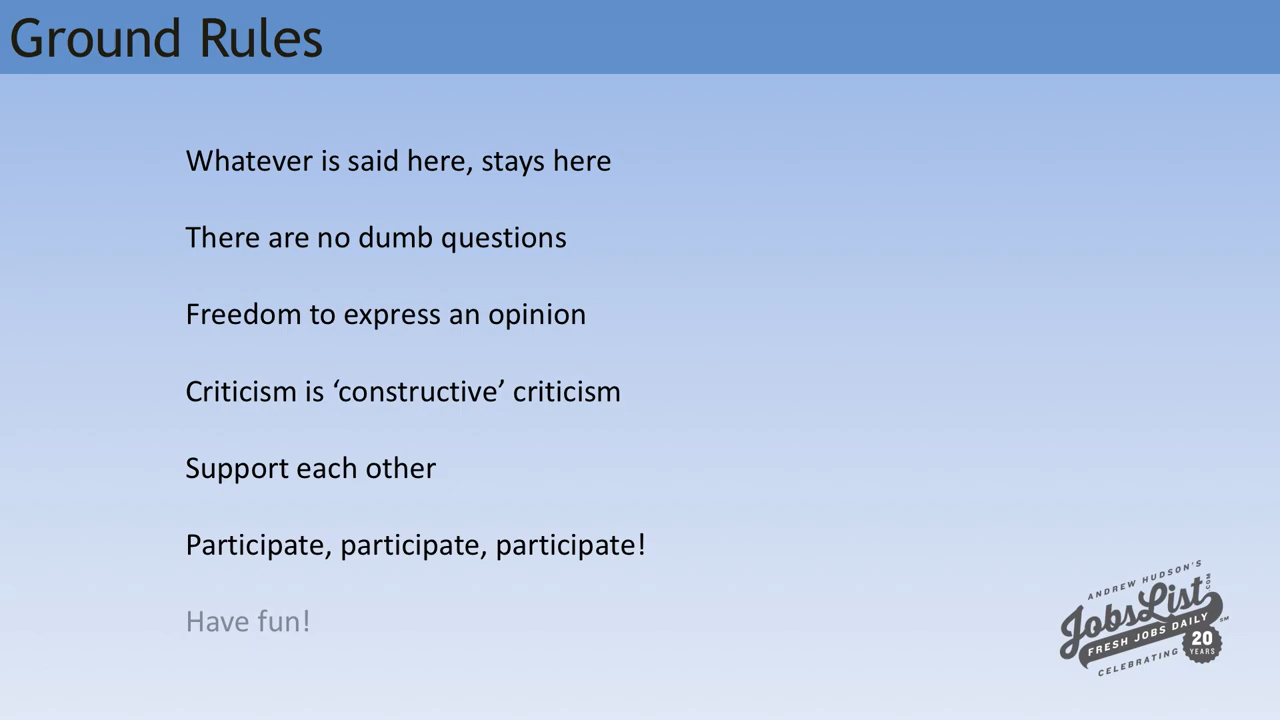 Ground Rules
Whatever is said here, stays here
There are no dumb questions
Freedom to express an opinion
Criticism is ‘constructive’ criticism
Support each other
Participate, participate, participate!
Have fun!
ANDREW HUDSON'S
JobsList.COM
FRESH JOBS DAILY SM
CELEBRATING 20 YEARS